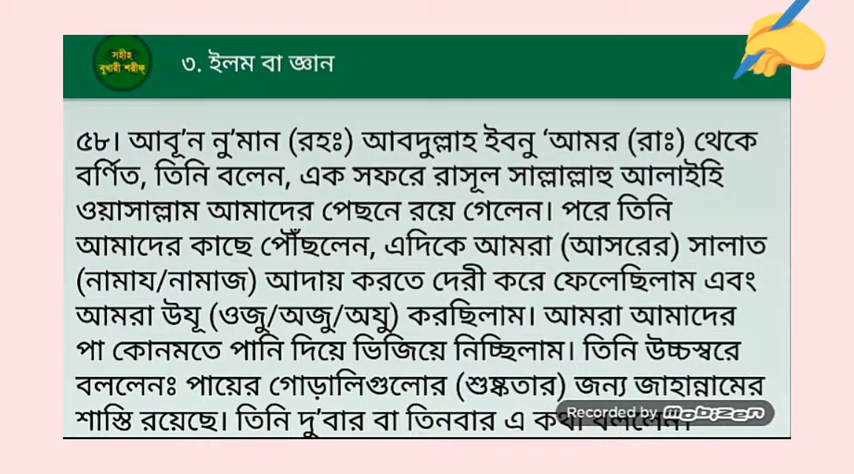 সহীহ
বুখারী শরীফ
৩. ইলম বা জ্ঞান
৫৮। আবূ'ন নু'মান (রহঃ) আবদুল্লাহ ইবনু ‘আমর (রাঃ) থেকে
বর্ণিত, তিনি বলেন, এক সফরে রাসূল সাল্লাল্লাহু আলাইহি
ওয়াসাল্লাম আমাদের পেছনে রয়ে গেলেন। পরে তিনি
আমাদের কাছে পৌঁছলেন, এদিকে আমরা (আসরের) সালাত
(নামায/নামাজ) আদায় করতে দেরী করে ফেলেছিলাম এবং
আমরা উযূ (ওজু/অজু/অযু) করছিলাম। আমরা আমাদের
পা কোনমতে পানি দিয়ে ভিজিয়ে নিচ্ছিলাম। তিনি উচ্চস্বরে
বললেনঃ পায়ের গোড়ালিগুলোর (শুষ্কতার) জন্য জাহান্নামের
শাস্তি রয়েছে। তিনি দু'বার বা তিনবার এ কথা বললেন।
Recorded by mobizen